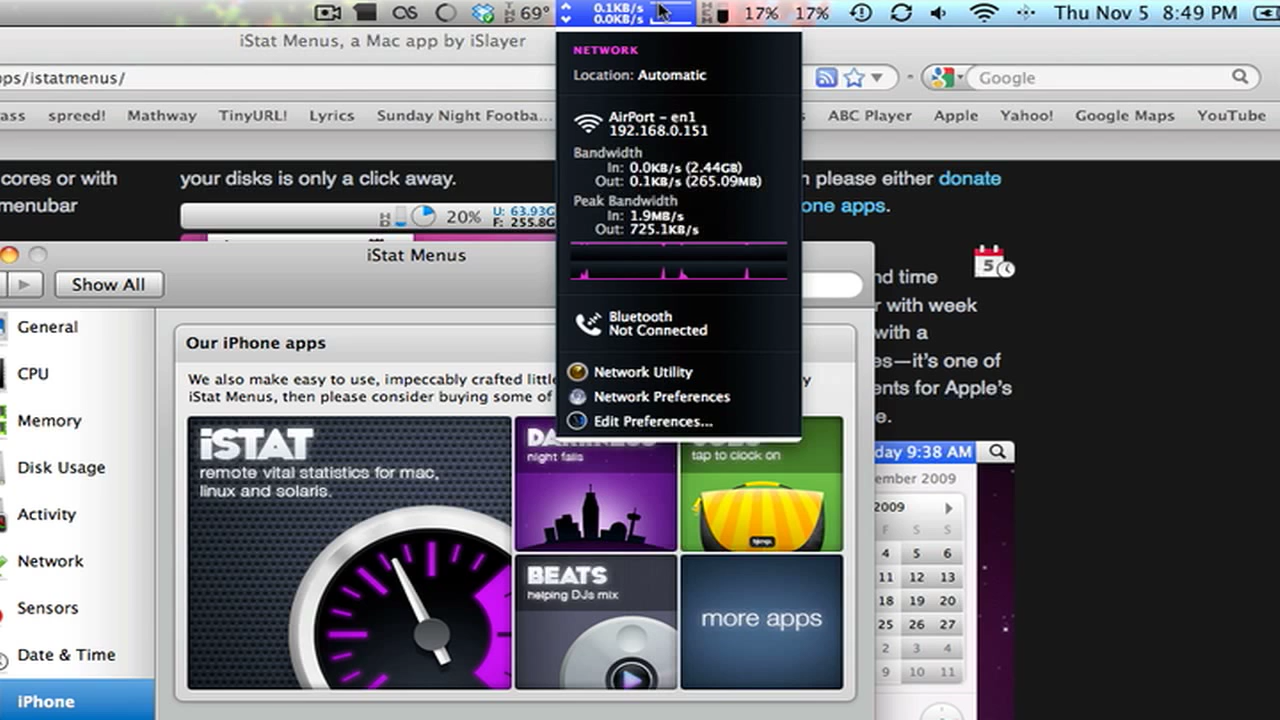 69° 0.1KB/s 17% 17% Thu Nov 5 8:49 PM
0.0KB/s
iStat Menus, a Mac app by iSlayer
ps/istatmenus/ Google
ass spread! Mathway TinyURL! Lyrics Sunday Night Footba... s ABC Player Apple Yahoo! Google Maps YouTube
cores or with
menubar
your disks is only a click away.
20% U: 63.93G
F: 255.8G
n please either donate
one apps.
NETWORK
Location: Automatic
AirPort - en1
192.168.0.151
Bandwidth
In: 0.0KB/s (2.44GB)
Out: 0.1KB/s (265.09MB)
Peak Bandwidth
In: 1.9MB/s
Out: 725.1KB/s
Bluetooth
Not Connected
Network Utility
Network Preferences
Edit Preferences...
iStat Menus
Show All
General
CPU
Memory
Disk Usage
Activity
Network
Sensors
Date & Time
iPhone
Our iPhone apps
We also make easy to use, impeccably crafted little y
iStat Menus, then please consider buying some of
iSTAT
remote vital statistics for mac,
linux and solaris.
night falls
tap to clock on
BEATS
helping DJs mix
more apps
5
nd time
r with week
with a
es—it's one of
ents for Apple's
e.
day 9:38 AM
ember 2009
2009
F S S
4 5 6
11 12 13
18 19 20
25 26 27
2 3 4
9 10 11